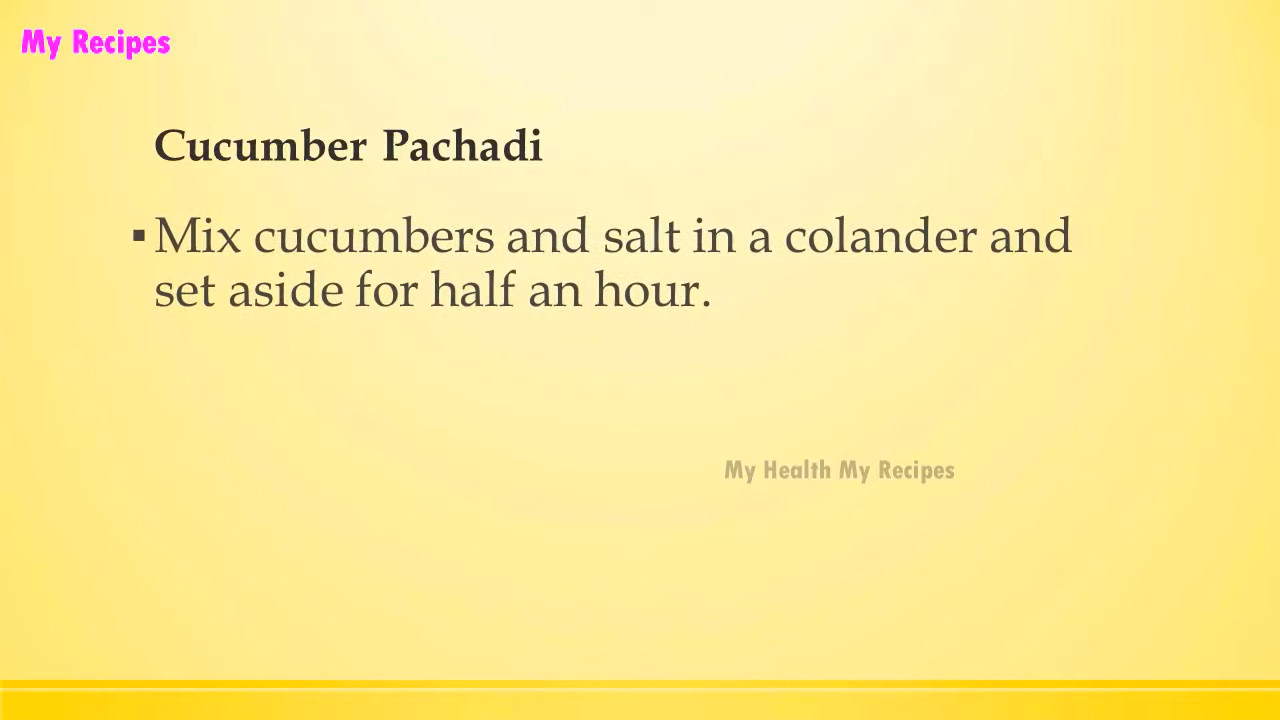 My Recipes
Cucumber Pachadi
▪ Mix cucumbers and salt in a colander and
set aside for half an hour.
My Health My Recipes